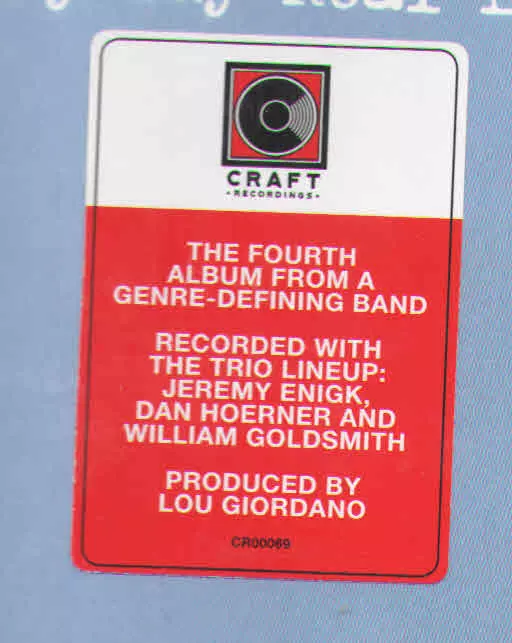 Real
CRAFT
• RECORDINGS •
THE FOURTH
ALBUM FROM A
GENRE-DEFINING BAND
RECORDED WITH
THE TRIO LINEUP:
JEREMY ENIGK,
DAN HOERNER AND
WILLIAM GOLDSMITH
PRODUCED BY
LOU GIORDANO
CR00069